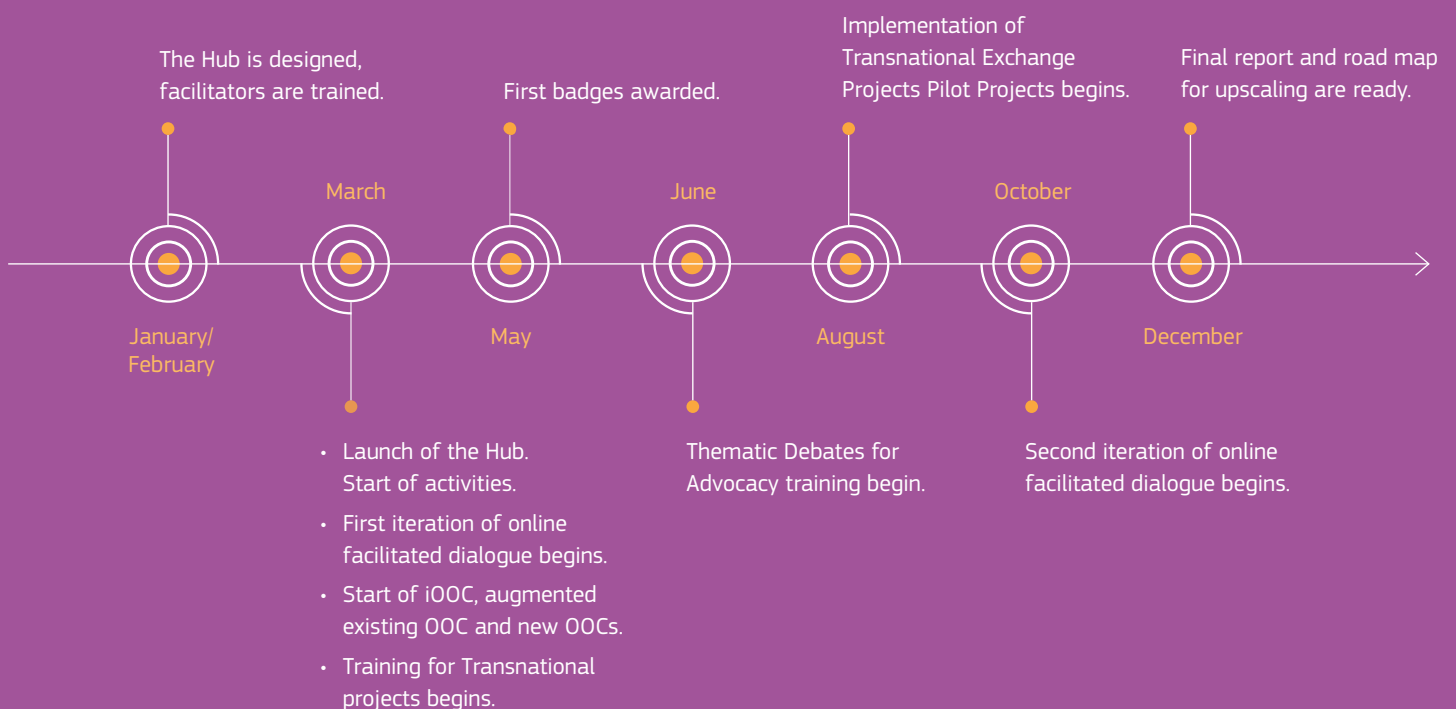 The Hub is designed,
facilitators are trained.
January/
February
March
• Launch of the Hub.
Start of activities.
• First iteration of online
facilitated dialogue begins.
• Start of iOOC, augmented
existing OOC and new OOCs.
• Training for Transnational
projects begins.
First badges awarded.
May
June
Thematic Debates for
Advocacy training begin.
Implementation of
Transnational Exchange
Projects Pilot Projects begins.
August
October
Second iteration of online
facilitated dialogue begins.
Final report and road map
for upscaling are ready.
December